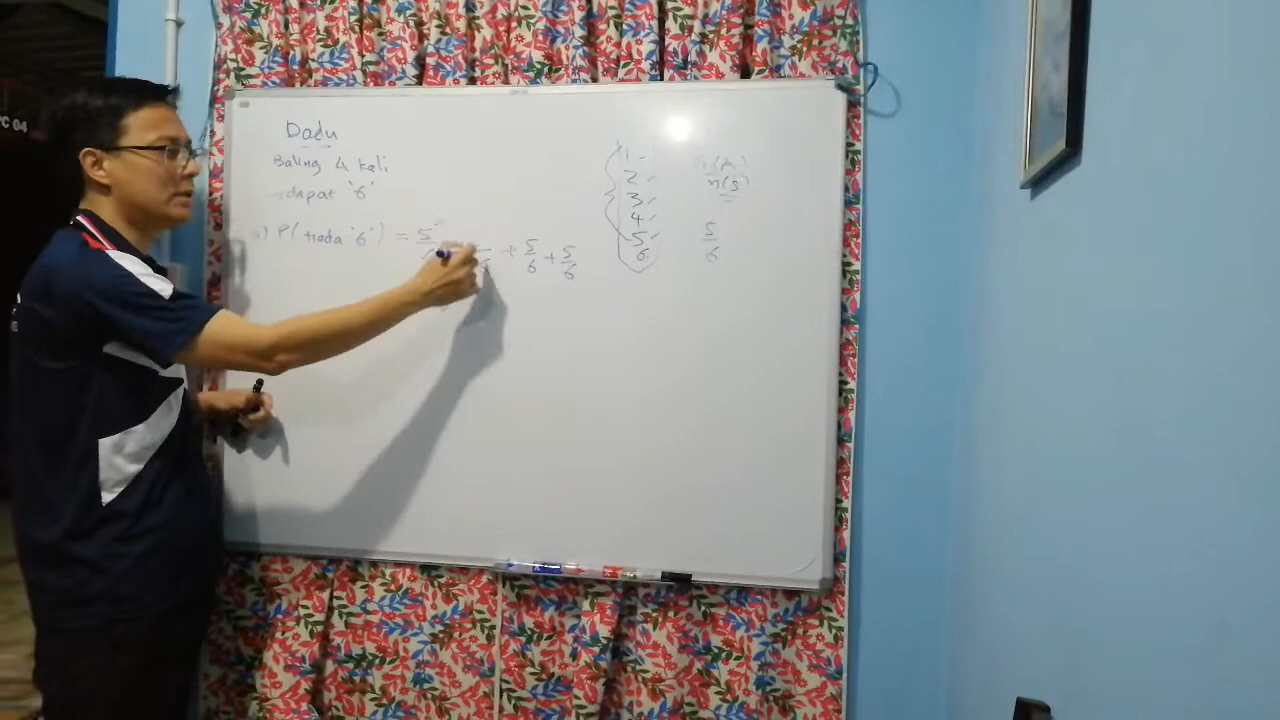 Dadu
Baling 4 kali
→dapat '6'
P(tiada '6') = 5/6 + 5/6 + 5/6
1
2
3
4
5
6
n(s)
5/6
C 04